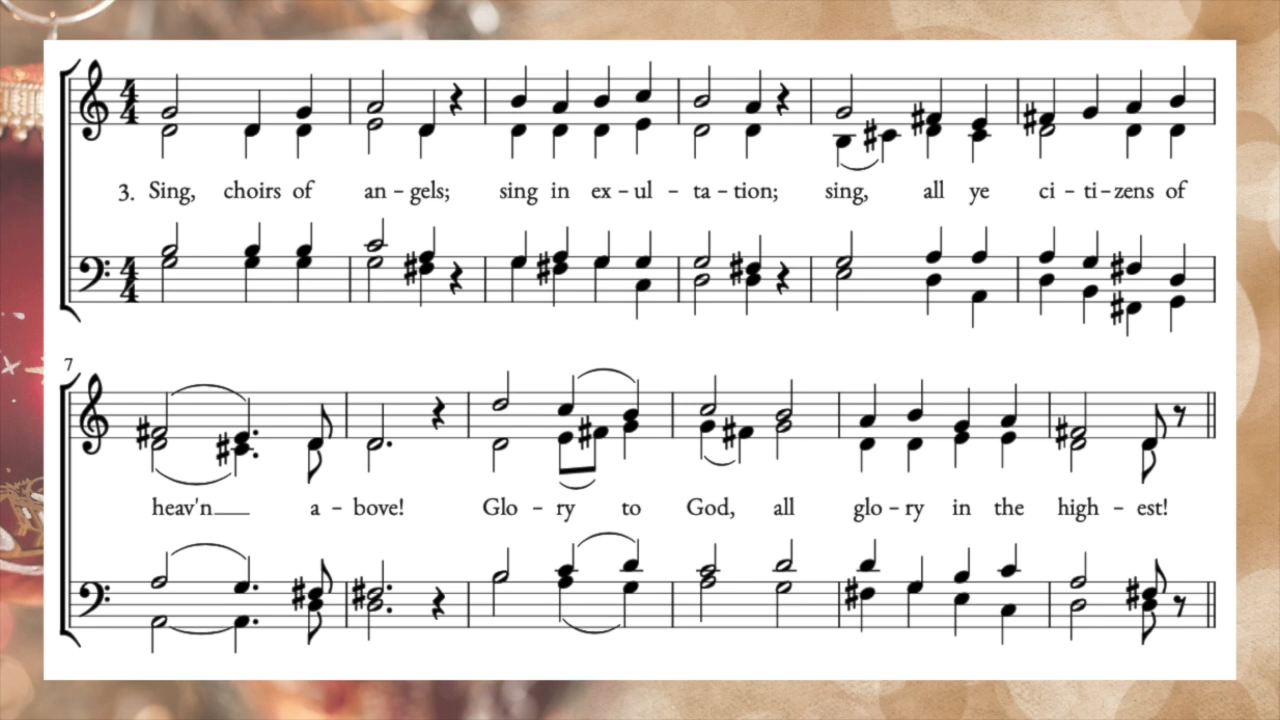 3. Sing, choirs of an – gels; sing in ex – ul – ta – tion; sing, all ye ci – ti – zens of
7
heav'n___ a – bove! Glo – ry to God, all glo – ry in the high – est!